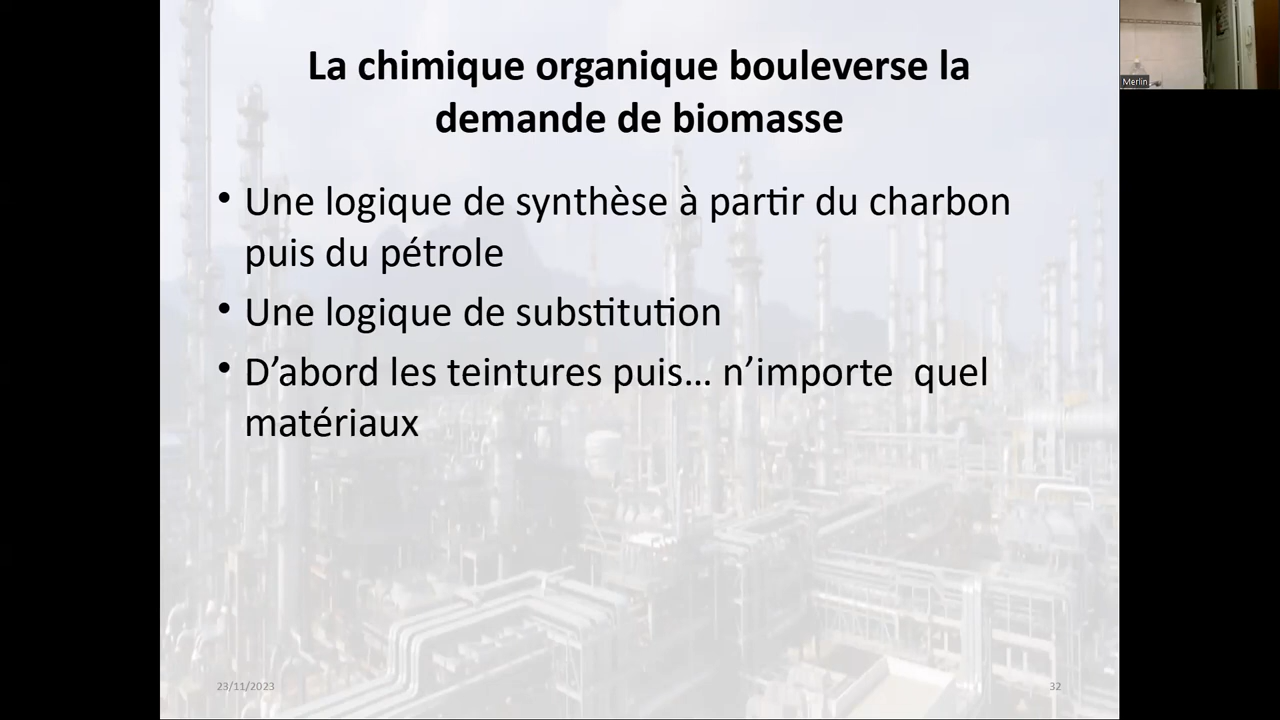 La chimique organique bouleverse la
demande de biomasse
• Une logique de synthèse à partir du charbon
puis du pétrole
• Une logique de substitution
• D’abord les teintures puis… n’importe  quel
matériaux
23/11/2023
32
Merlin